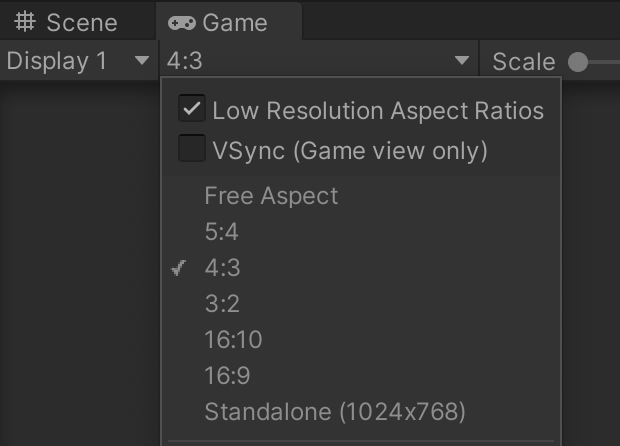 Scene Game
Display 1 4:3 Scale
Low Resolution Aspect Ratios
VSync (Game view only)
Free Aspect
5:4
4:3
3:2
16:10
16:9
Standalone (1024x768)